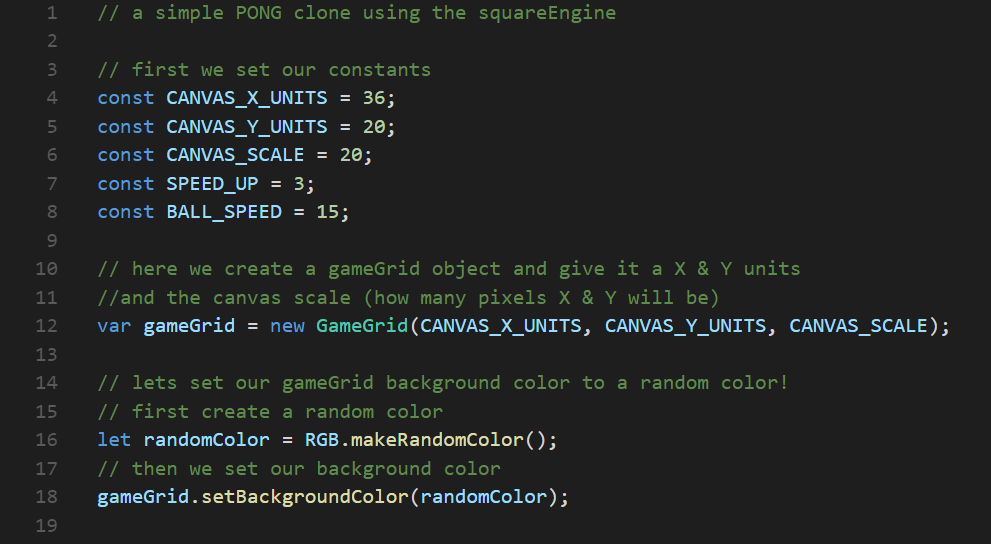 1 // a simple PONG clone using the squareEngine
2
3 // first we set our constants
4 const CANVAS_X_UNITS = 36;
5 const CANVAS_Y_UNITS = 20;
6 const CANVAS_SCALE = 20;
7 const SPEED_UP = 3;
8 const BALL_SPEED = 15;
9
10 // here we create a gameGrid object and give it a X & Y units
11 //and the canvas scale (how many pixels X & Y will be)
12 var gameGrid = new GameGrid(CANVAS_X_UNITS, CANVAS_Y_UNITS, CANVAS_SCALE);
13
14 // lets set our gameGrid background color to a random color!
15 // first create a random color
16 let randomColor = RGB.makeRandomColor();
17 // then we set our background color
18 gameGrid.setBackgroundColor(randomColor);
19